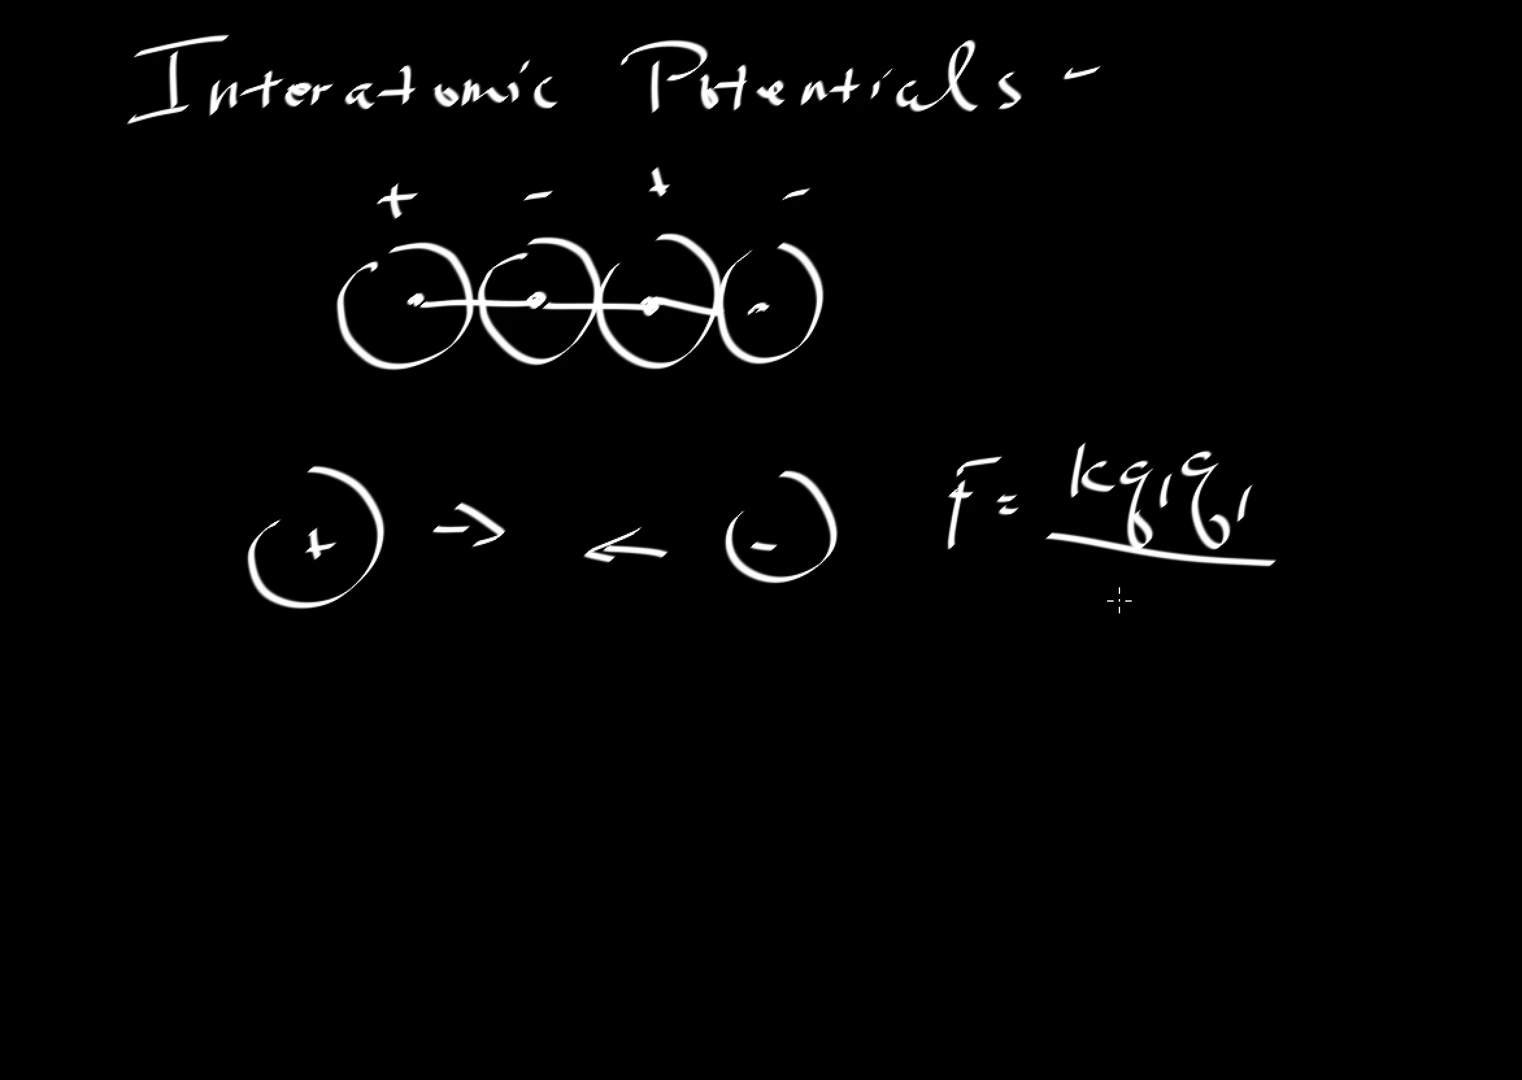 Interatomic Potentials -
+ - + -
+ → ← - F = kq₁q₁